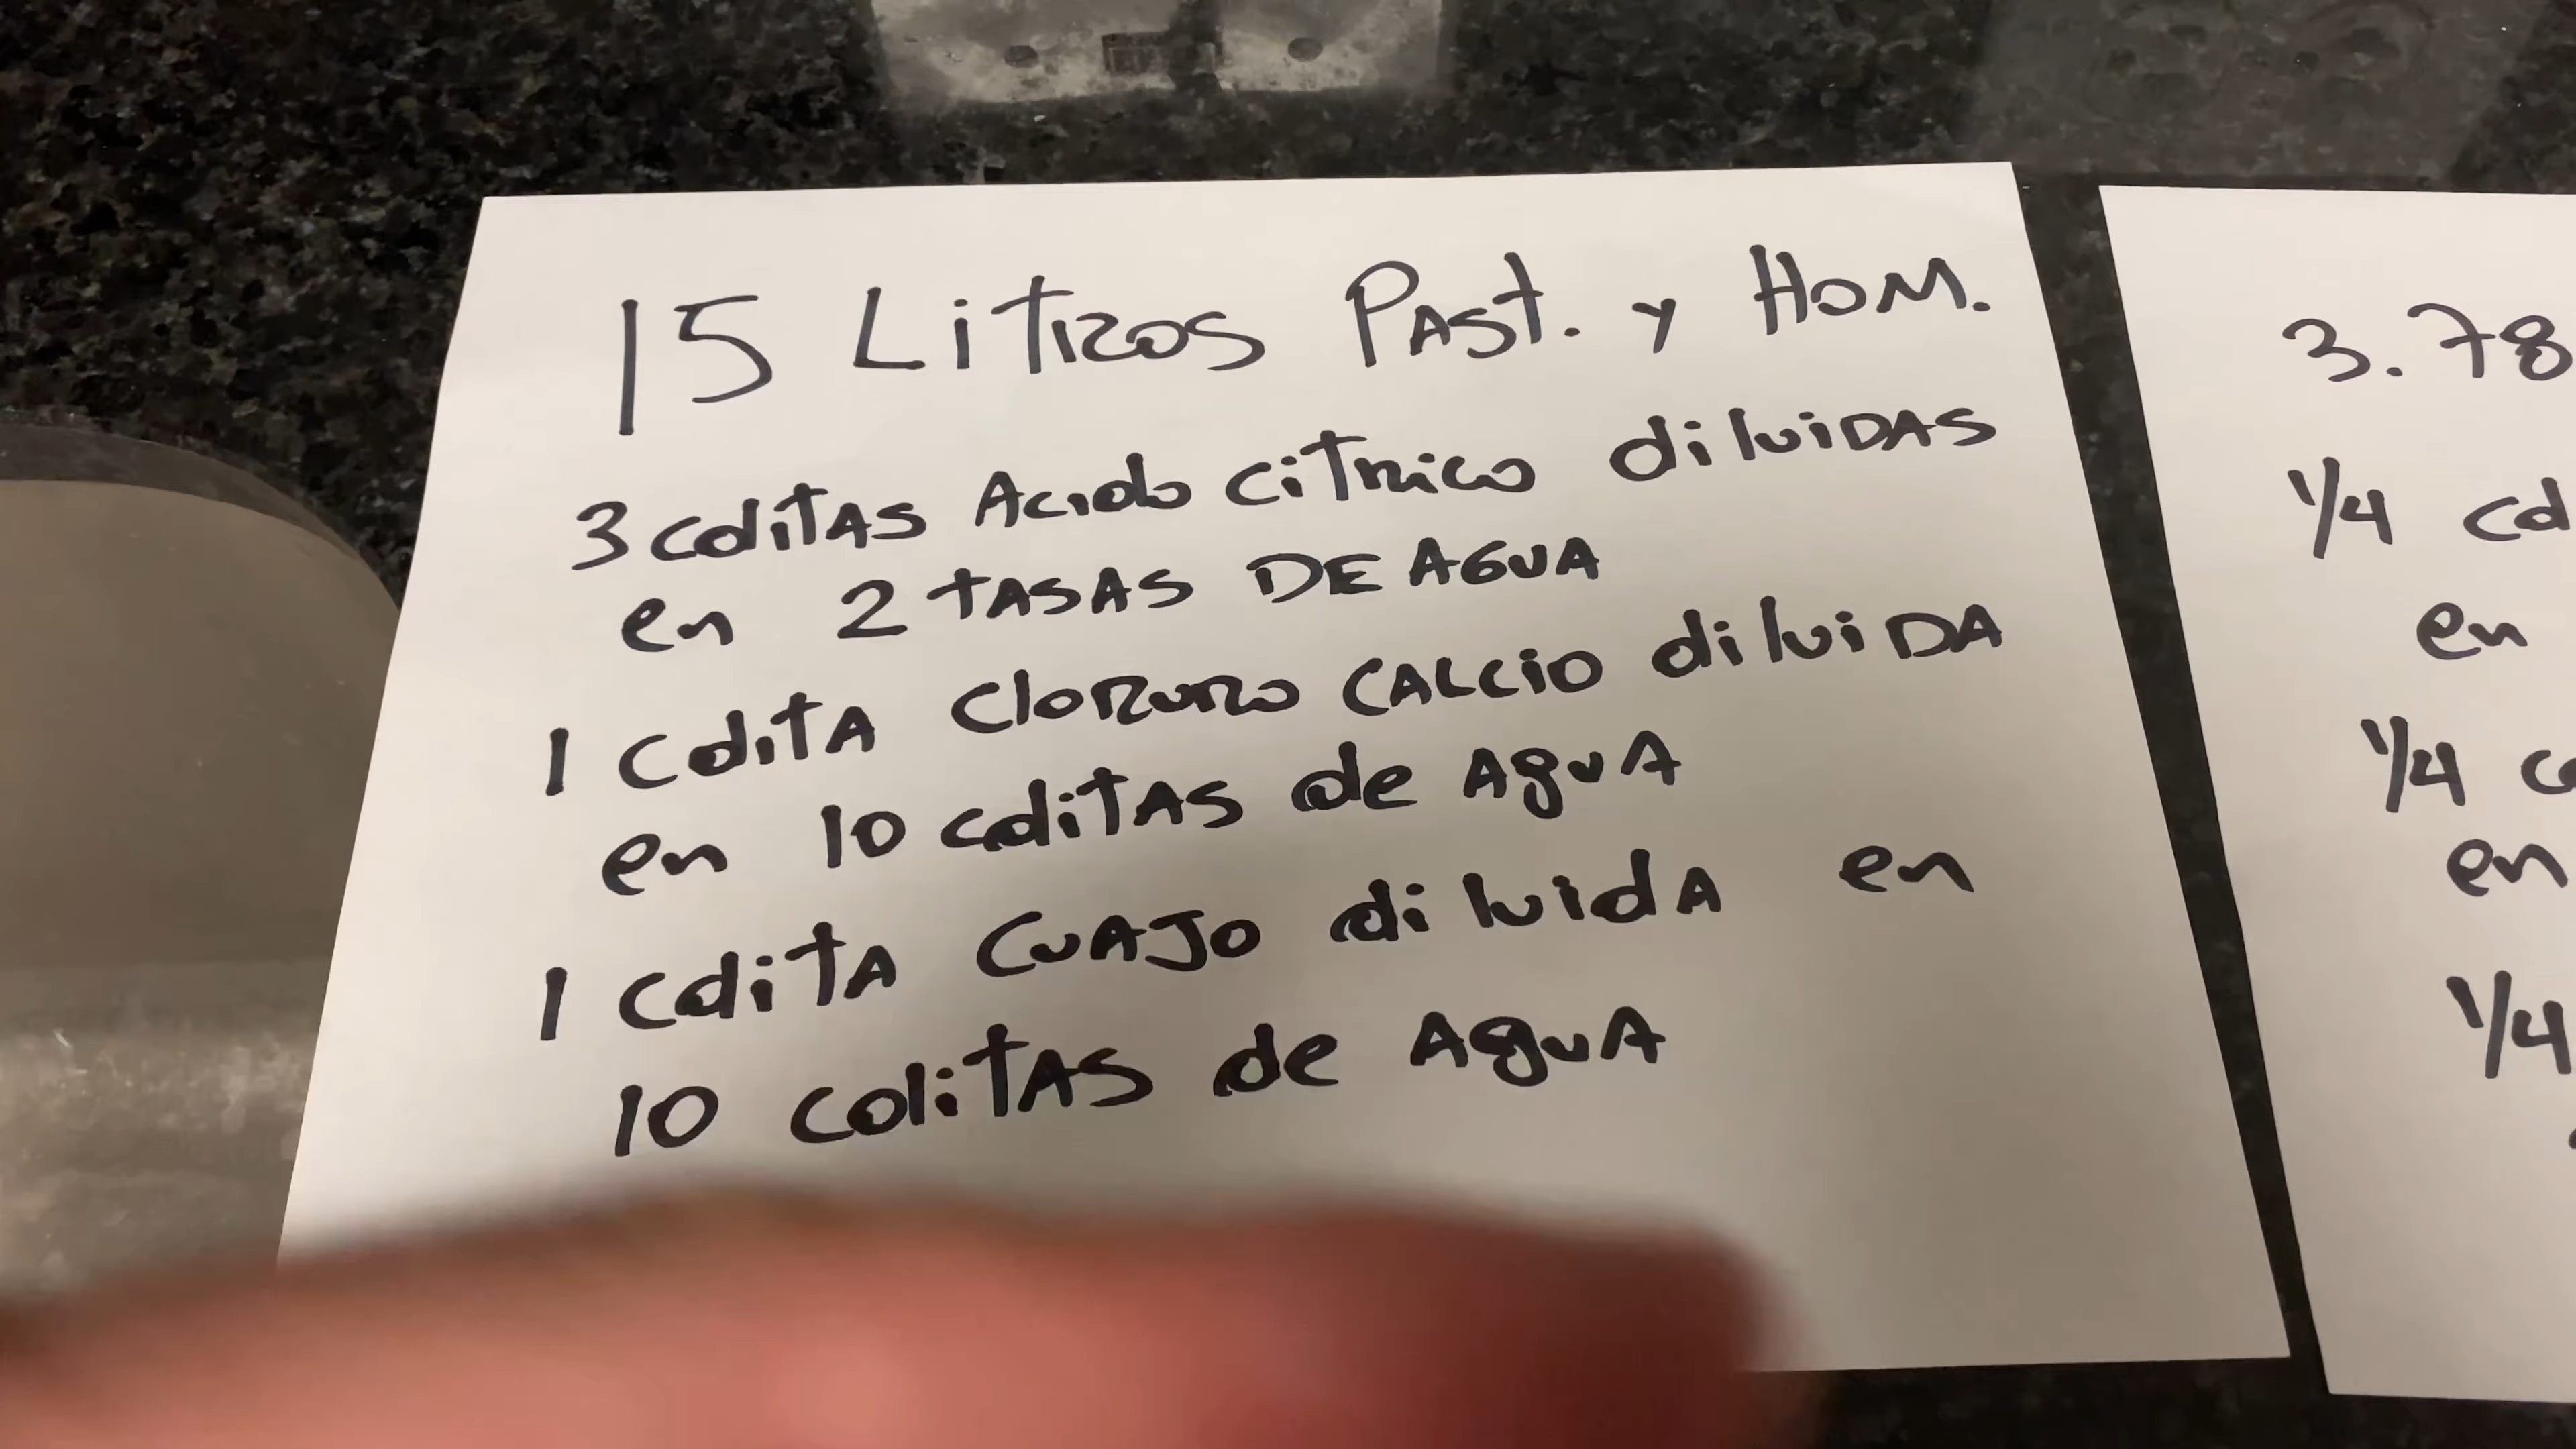 15 Litros Past. y Hom.
3 cditas Acido citrico diluidas
en 2 tasas de agua
1 cdita cloruro calcio diluida
en 10 cditas de agua
1 cdita cuajo diluida en
10 cditas de agua
3.78
1/4 cd
en
1/4 c
en
1/4